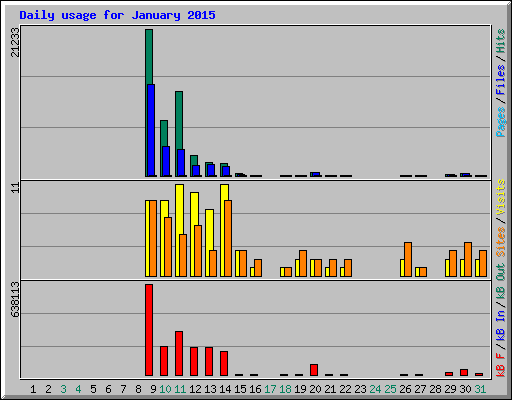 Daily usage for January 2015
21233
Pages / Files / Hits
11
Sites / Visits
638113
kB F / kB In / kB Out
1 2 3 4 5 6 7 8 9 10 11 12 13 14 15 16 17 18 19 20 21 22 23 24 25 26 27 28 29 30 31